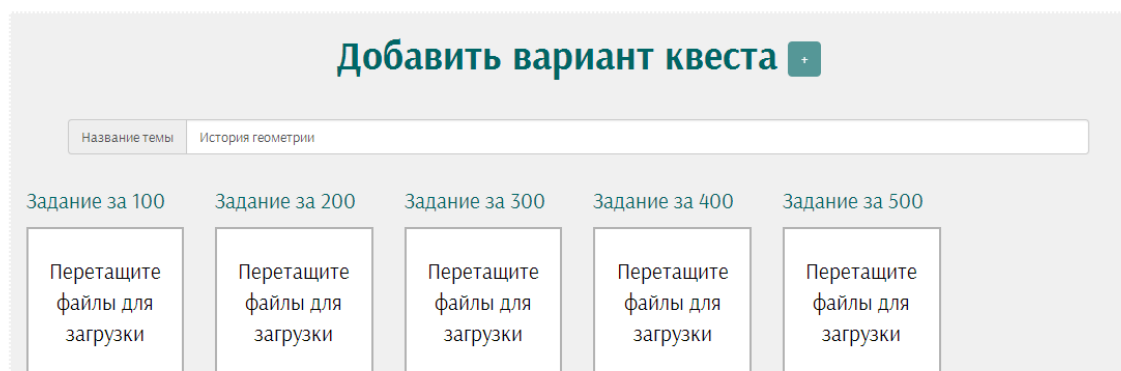 Добавить вариант квеста +
Название темы История геометрии
Задание за 100 Задание за 200 Задание за 300 Задание за 400 Задание за 500
Перетащите Перетащите Перетащите Перетащите Перетащите
файлы для файлы для файлы для файлы для файлы для
загрузки загрузки загрузки загрузки загрузки